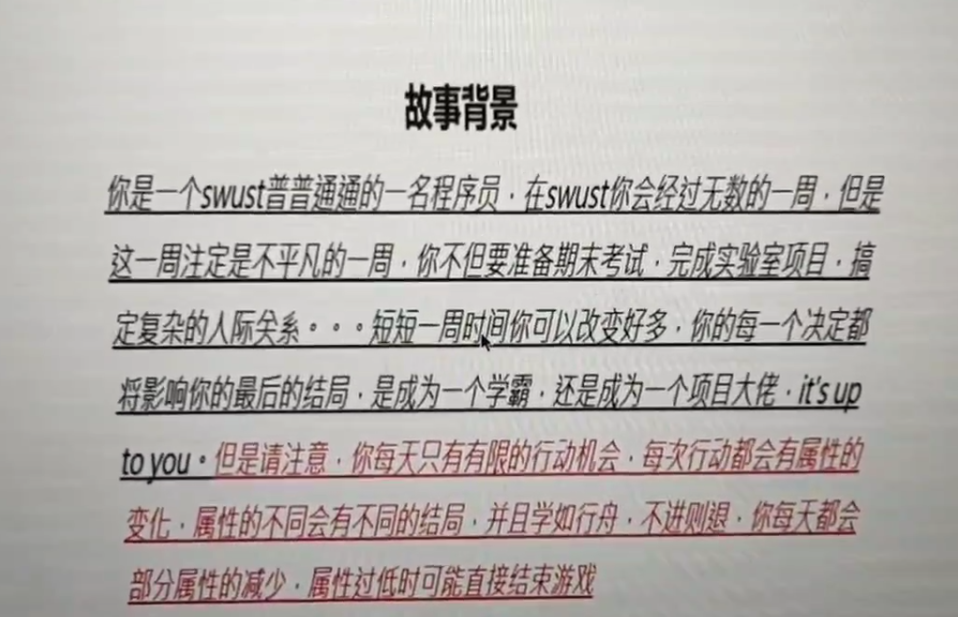 故事背景
你是一个swust普普通通的一名程序员，在swust你会经过无数的一周，但是
这一周注定是不平凡的一周，你不但要准备期末考试，完成实验室项目，搞
定复杂的人际关系。。。短短一周时间你可以改变好多，你的每一个决定都
将影响你的最后的结局，是成为一个学霸，还是成为一个项目大佬，it's up
to you。但是请注意，你每天只有有限的行动机会，每次行动都会有属性的
变化，属性的不同会有不同的结局，并且学如行舟，不进则退，你每天都会
部分属性的减少，属性过低时可能直接结束游戏